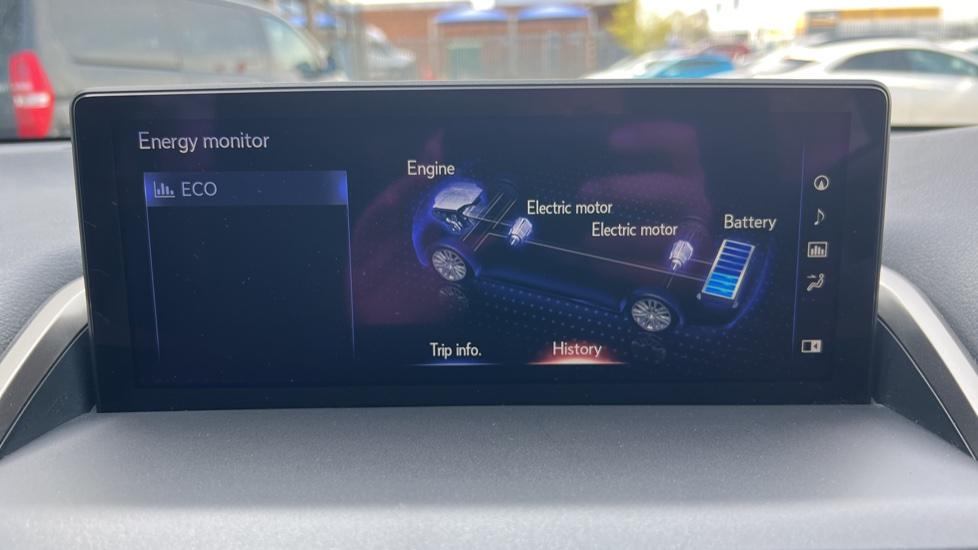 Energy monitor
ECO
Engine
Electric motor
Electric motor
Battery
Trip info.
History